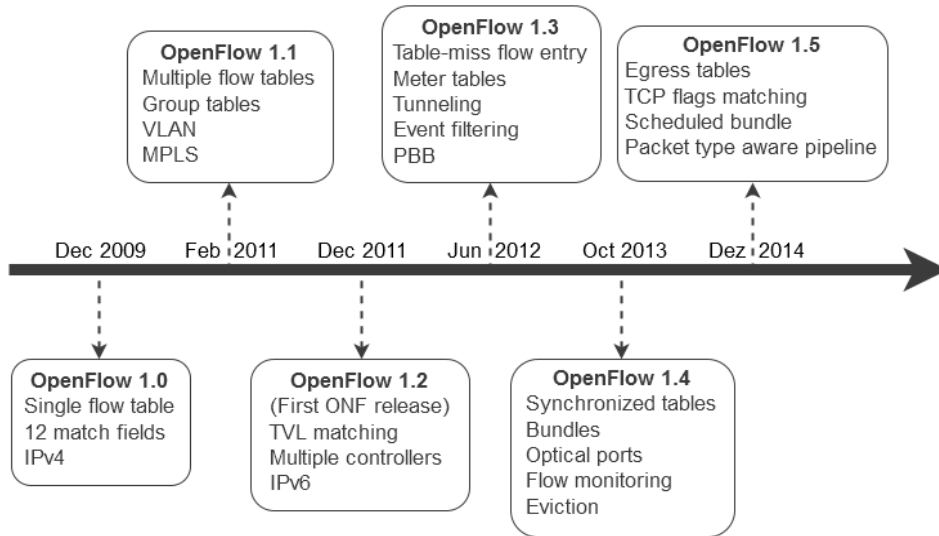 OpenFlow 1.1
Multiple flow tables
Group tables
VLAN
MPLS
OpenFlow 1.3
Table-miss flow entry
Meter tables
Tunneling
Event filtering
PBB
OpenFlow 1.5
Egress tables
TCP flags matching
Scheduled bundle
Packet type aware pipeline
Dec 2009
Feb 2011
Dec 2011
Jun 2012
Oct 2013
Dez 2014
OpenFlow 1.0
Single flow table
12 match fields
IPv4
OpenFlow 1.2
(First ONF release)
TVL matching
Multiple controllers
IPv6
OpenFlow 1.4
Synchronized tables
Bundles
Optical ports
Flow monitoring
Eviction